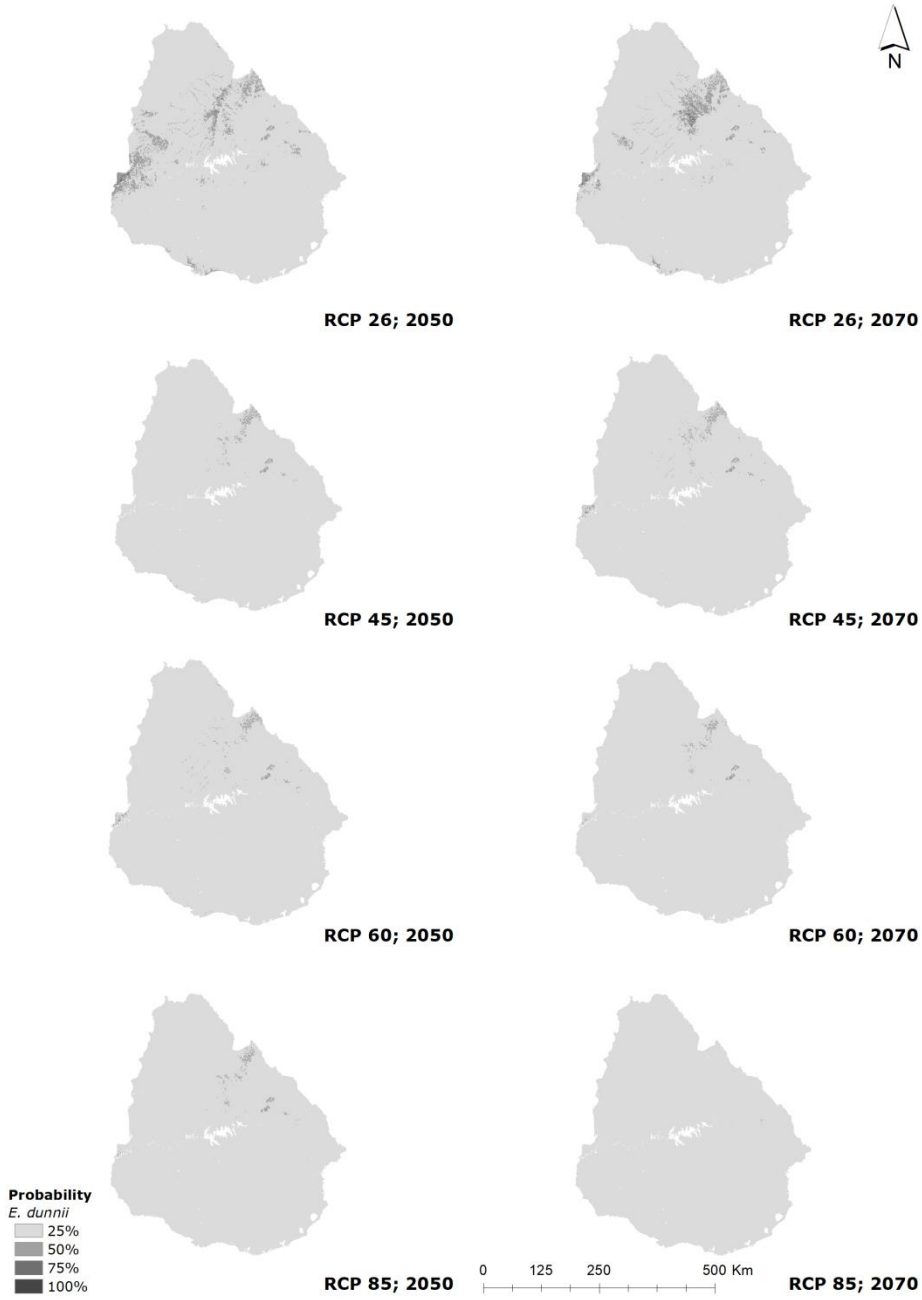 N
RCP 26; 2050
RCP 26; 2070
RCP 45; 2050
RCP 45; 2070
RCP 60; 2050
RCP 60; 2070
Probability
E. dunnii
25%
50%
75%
100%
RCP 85; 2050
0 125 250 500 Km
RCP 85; 2070